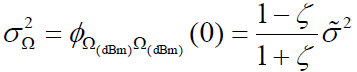 σ_Ω^2 = ϕ_{Ω_(dBm)Ω_(dBm)}(0) = \frac{1-ζ}{1+ζ} \tilde{σ}^2